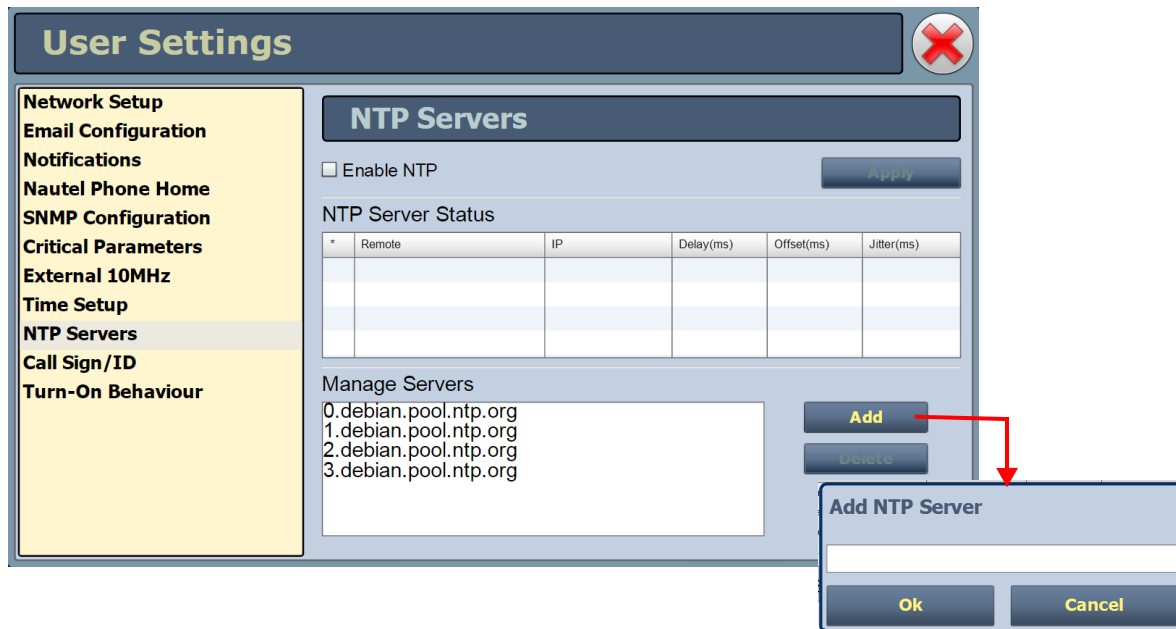 User Settings
Network Setup
Email Configuration
Notifications
Nautel Phone Home
SNMP Configuration
Critical Parameters
External 10MHz
Time Setup
NTP Servers
Call Sign/ID
Turn-On Behaviour
NTP Servers
Enable NTP
Apply
NTP Server Status
* Remote IP Delay(ms) Offset(ms) Jitter(ms)
Manage Servers
0.debian.pool.ntp.org
1.debian.pool.ntp.org
2.debian.pool.ntp.org
3.debian.pool.ntp.org
Add
Delete
Add NTP Server
Ok Cancel